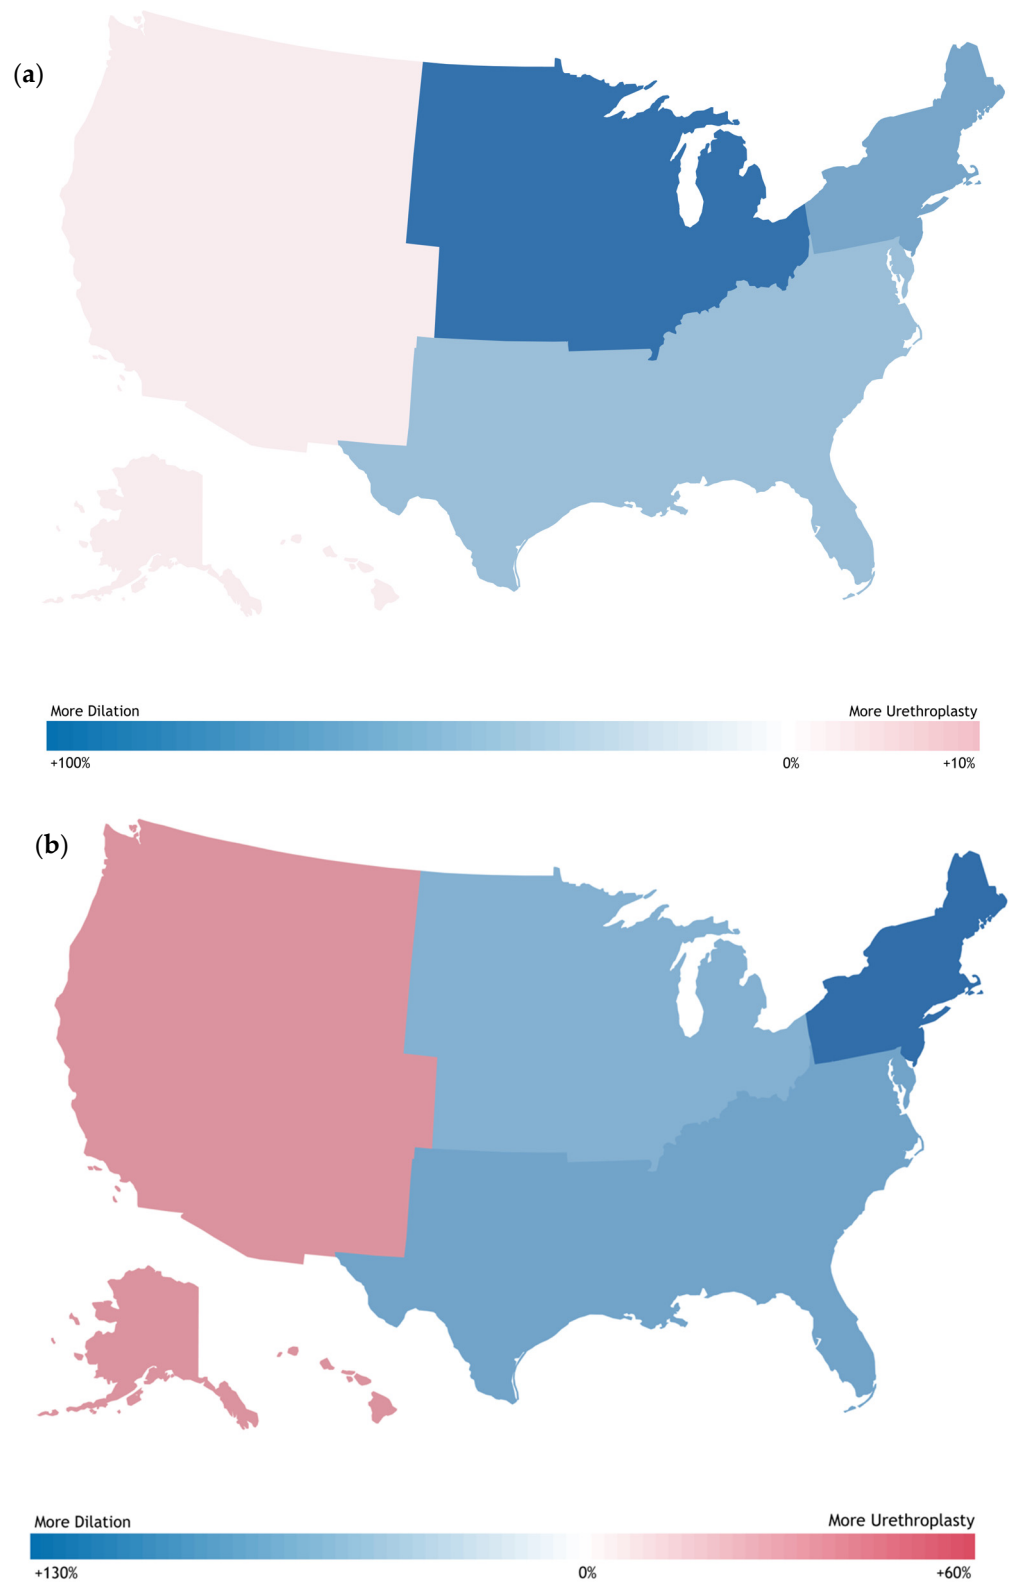 (a)
More Dilation More Urethroplasty
+100% 0% +10%
(b)
More Dilation More Urethroplasty
+130% 0% +60%